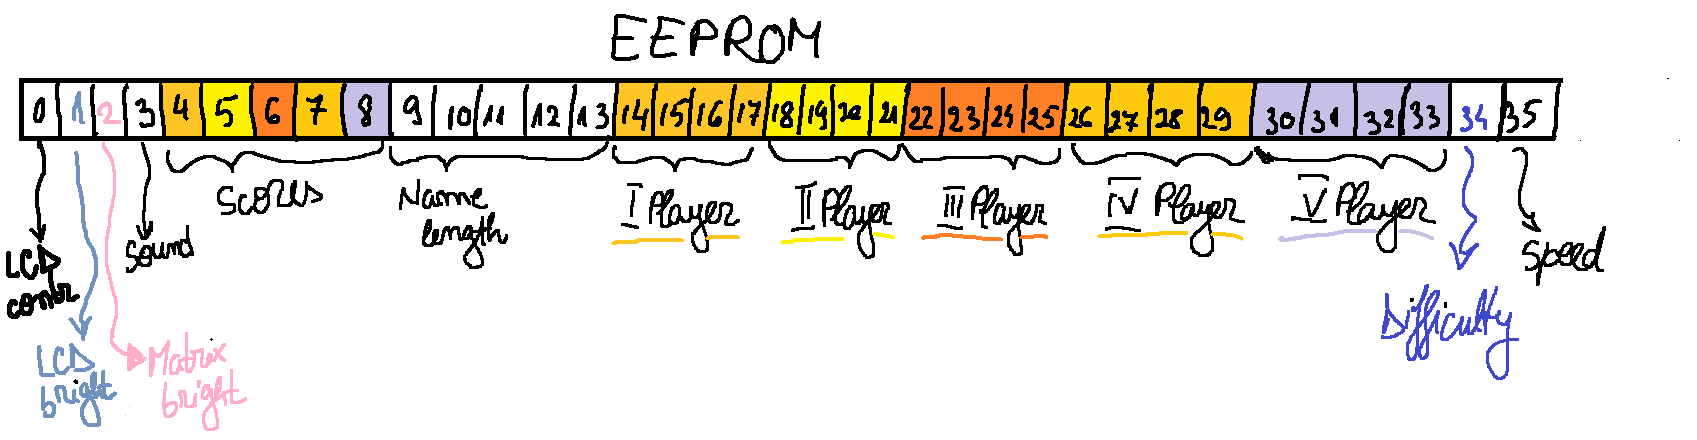 EEPROM
0 1 2 3 4 5 6 7 8 9 10 11 12 13 14 15 16 17 18 19 20 21 22 23 24 25 26 27 28 29 30 31 32 33 34 35
Scores
Name
length
I Player
II Player
III Player
IV Player
V Player
LCD
contr
Sound
Speed
LCD
bright
Matrix
bright
Difficulty